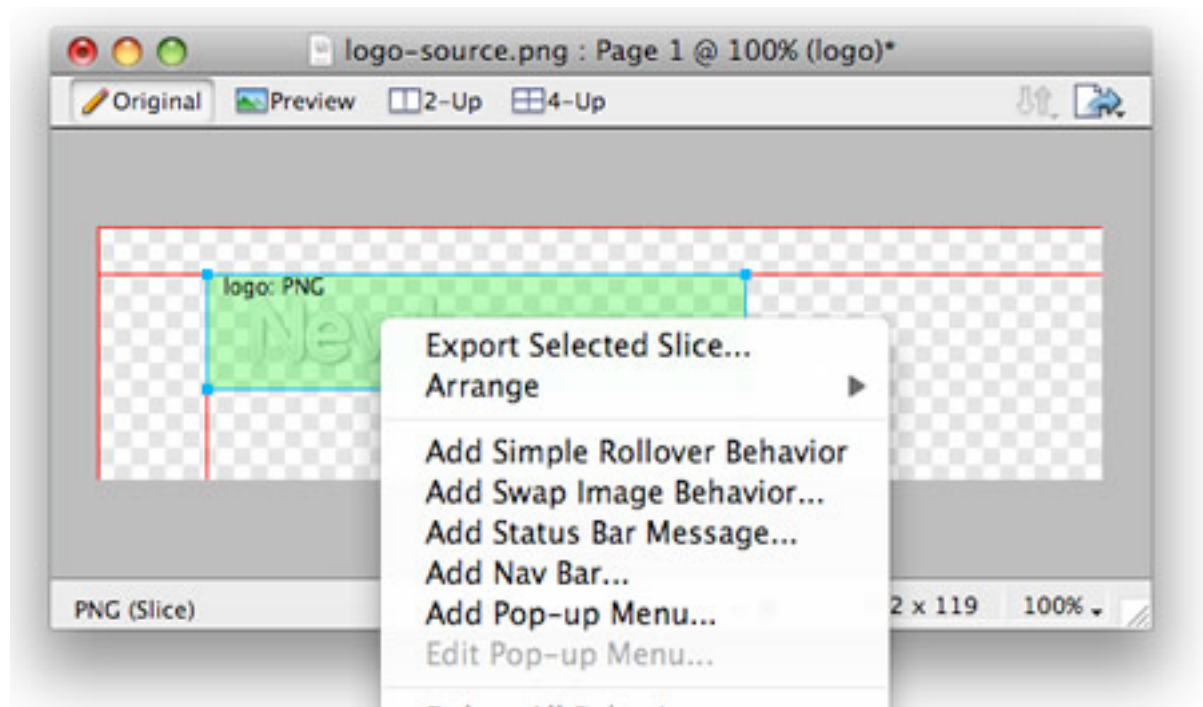 logo-source.png : Page 1 @ 100% (logo)*
Original Preview 2-Up 4-Up
logo: PNG
Export Selected Slice...
Arrange
Add Simple Rollover Behavior
Add Swap Image Behavior...
Add Status Bar Message...
Add Nav Bar...
Add Pop-up Menu...
Edit Pop-up Menu...
PNG (Slice)
2 x 119 100%